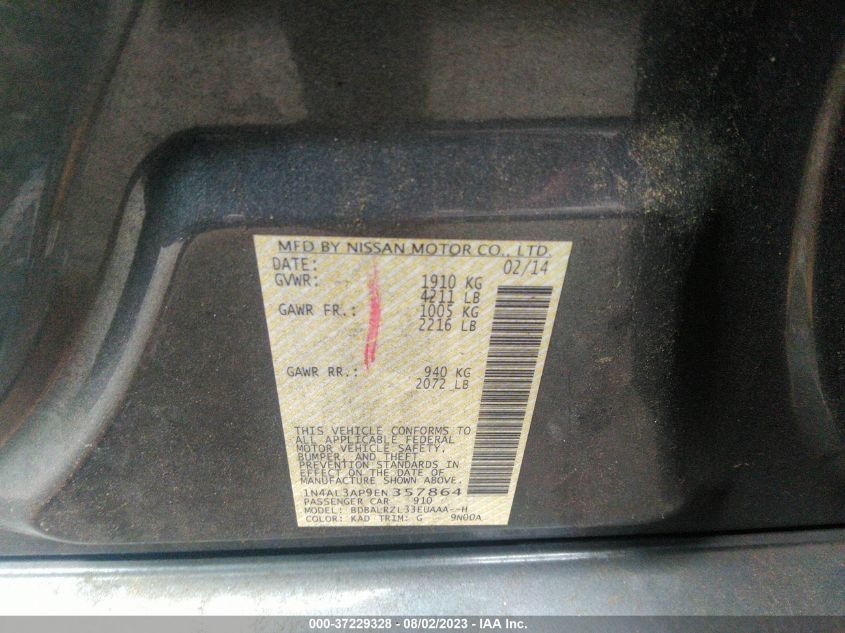 MFD BY NISSAN MOTOR CO., LTD.
DATE: 02/14
GVWR: 1910 KG
4211 LB
GAWR FR.: 1005 KG
2216 LB
GAWR RR.: 940 KG
2072 LB
THIS VEHICLE CONFORMS TO
ALL APPLICABLE FEDERAL
MOTOR VEHICLE SAFETY,
BUMPER, AND THEFT
PREVENTION STANDARDS IN
EFFECT ON THE DATE OF
MANUFACTURE SHOWN ABOVE.
1N4AL3AP9EN357864
PASSENGER CAR 910
MODEL: BDBALRZL33EUAAA--H
COLOR: KAD TRIM: G 9N00A
000-37229328 - 08/02/2023 - IAA Inc.